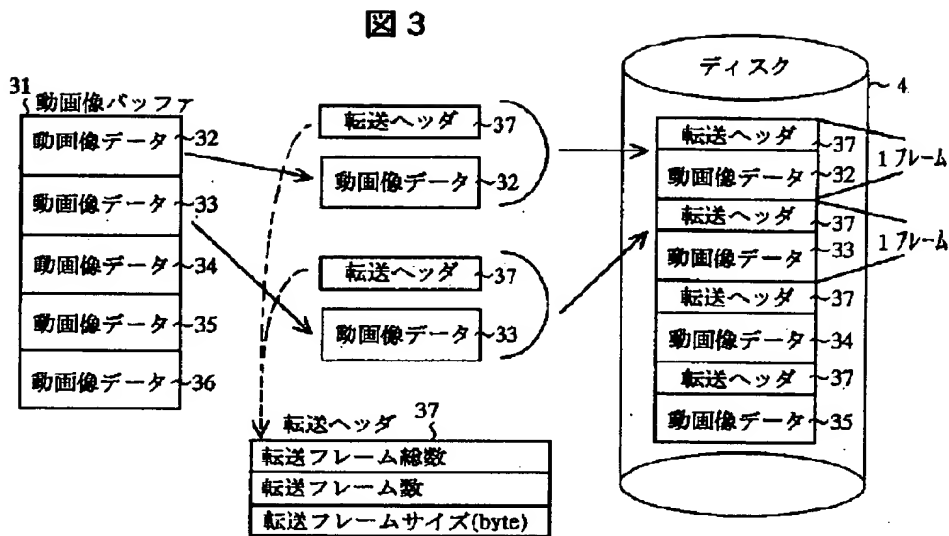 図3
31
動画像バッファ
動画像データ 32
動画像データ 33
動画像データ 34
動画像データ 35
動画像データ 36
転送ヘッダ 37
動画像データ 32
転送ヘッダ 37
動画像データ 33
転送ヘッダ
37
転送フレーム総数
転送フレーム数
転送フレームサイズ(byte)
ディスク
4
転送ヘッダ 37
動画像データ 32
1フレーム
転送ヘッダ 37
動画像データ 33
1フレーム
転送ヘッダ 37
動画像データ 34
転送ヘッダ 37
動画像データ 35